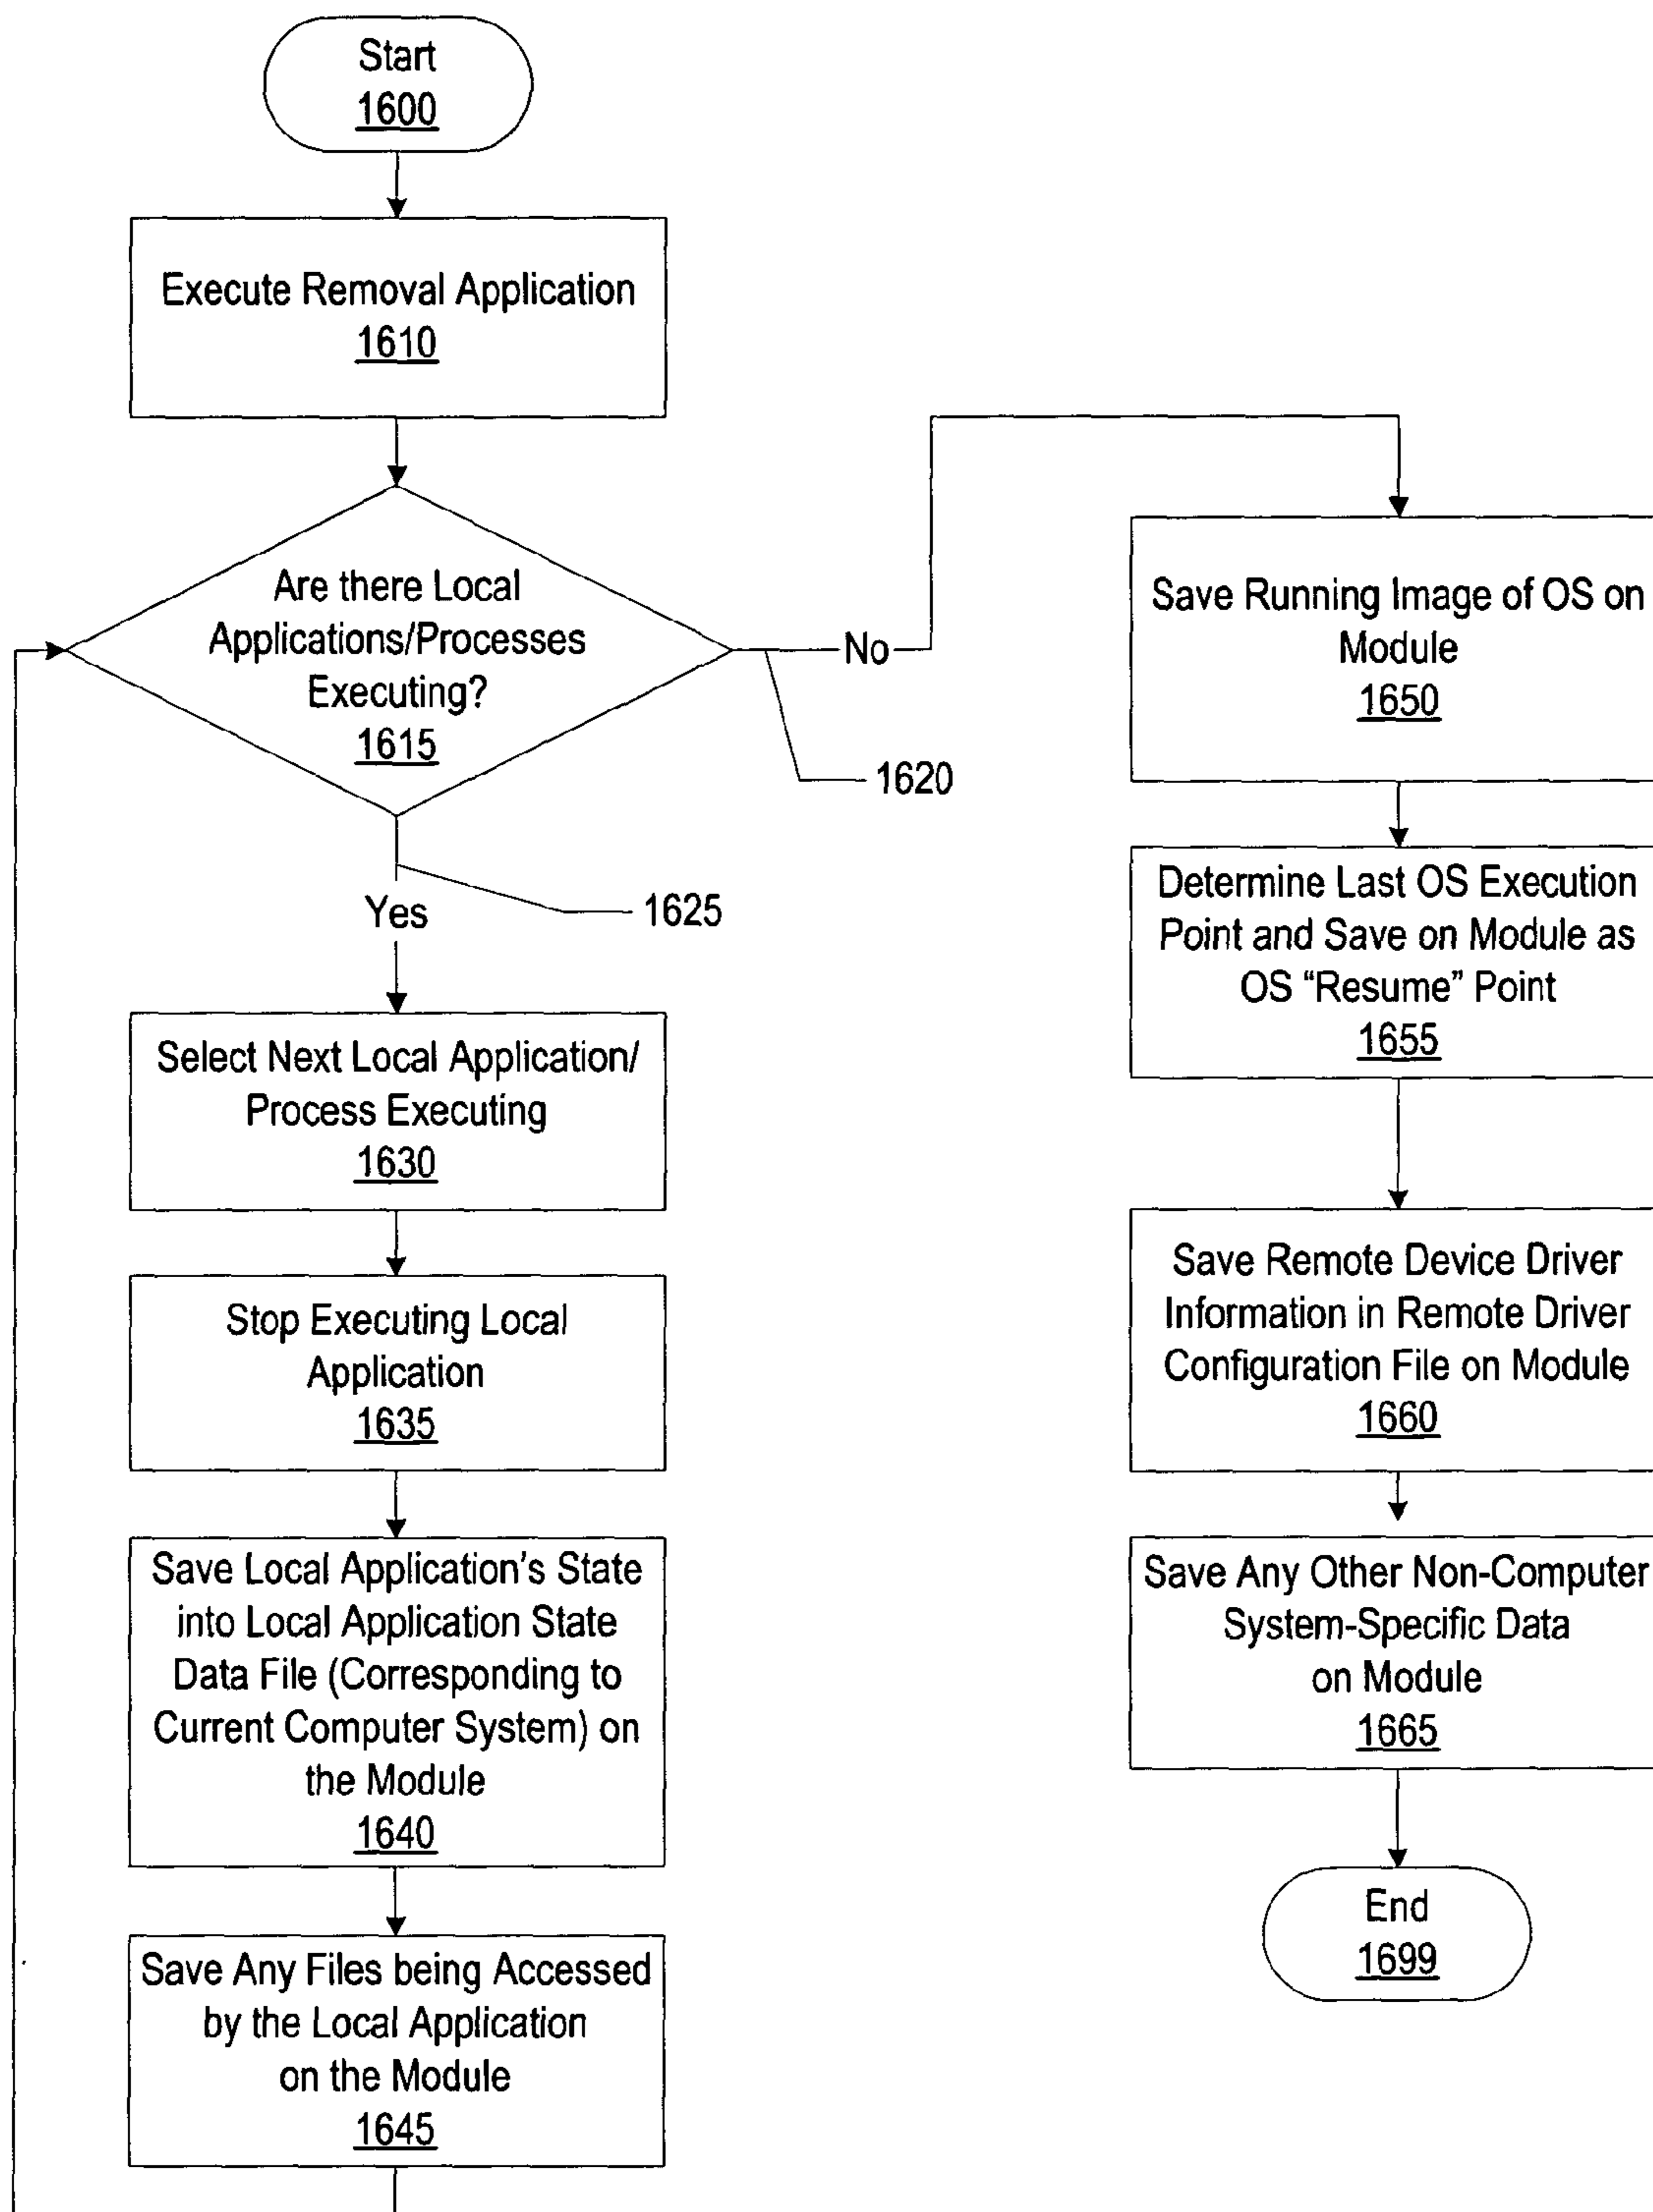 Start
1600
Execute Removal Application
1610
Are there Local
Applications/Processes
Executing?
1615
No
1620
Yes
1625
Select Next Local Application/
Process Executing
1630
Stop Executing Local
Application
1635
Save Local Application's State
into Local Application State
Data File (Corresponding to
Current Computer System) on
the Module
1640
Save Any Files being Accessed
by the Local Application
on the Module
1645
Save Running Image of OS on
Module
1650
Determine Last OS Execution
Point and Save on Module as
OS “Resume” Point
1655
Save Remote Device Driver
Information in Remote Driver
Configuration File on Module
1660
Save Any Other Non-Computer
System-Specific Data
on Module
1665
End
1699